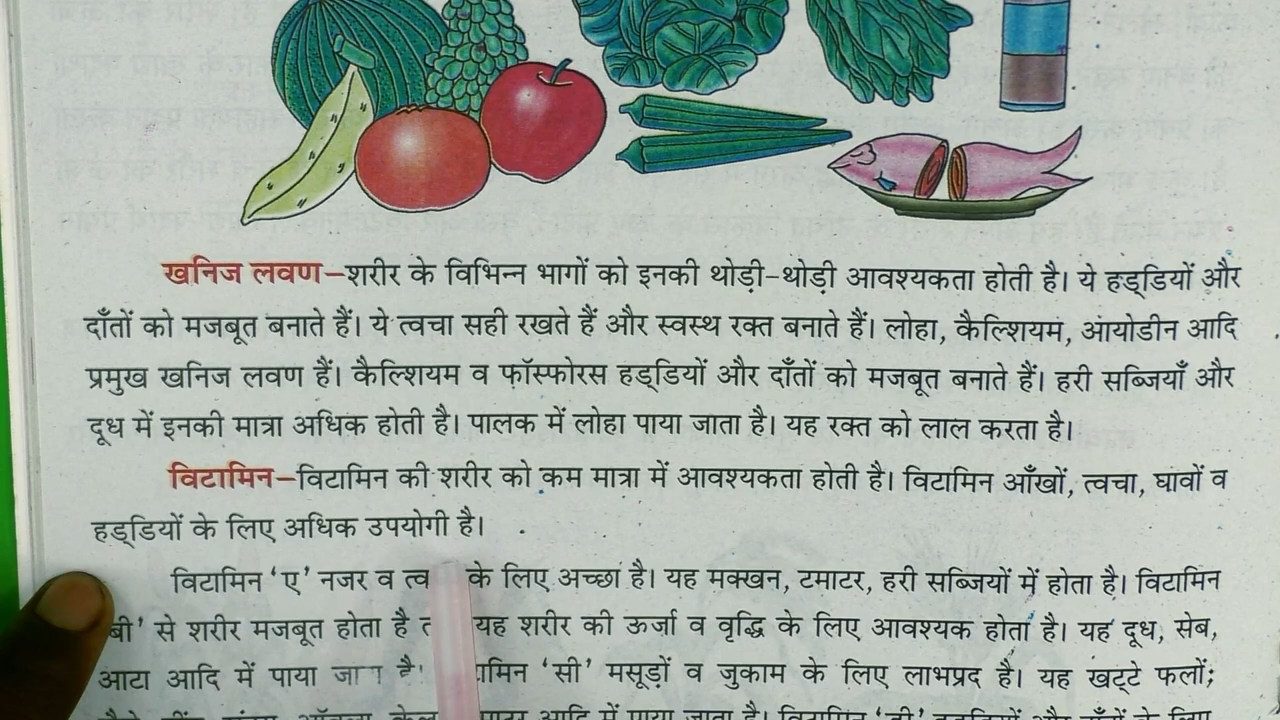 खनिज लवण–शरीर के विभिन्न भागों को इनकी थोड़ी-थोड़ी आवश्यकता होती है। ये हड्डियों और
दाँतों को मजबूत बनाते हैं। ये त्वचा सही रखते हैं और स्वस्थ रक्त बनाते हैं। लोहा, कैल्शियम, आयोडीन आदि
प्रमुख खनिज लवण हैं। कैल्शियम व फॉस्फोरस हड्डियों और दाँतों को मजबूत बनाते हैं। हरी सब्जियाँ और
दूध में इनकी मात्रा अधिक होती है। पालक में लोहा पाया जाता है। यह रक्त को लाल करता है।
विटामिन–विटामिन की शरीर को कम मात्रा में आवश्यकता होती है। विटामिन आँखों, त्वचा, घावों व
हड्डियों के लिए अधिक उपयोगी है।
विटामिन ‘ए’ नजर व के लिए अच्छा है। यह मक्खन, टमाटर, हरी सब्जियों में होता है। विटामिन
बी’ से शरीर मजबूत होता है यह शरीर की ऊर्जा व वृद्धि के लिए आवश्यक होता है। यह दूध, सेब,
आटा आदि में पाया है। ‘सी’ मसूड़ों व जुकाम के लिए लाभप्रद है। यह खट्टे फलों;
आदि में पाया जाता है। विटामिन